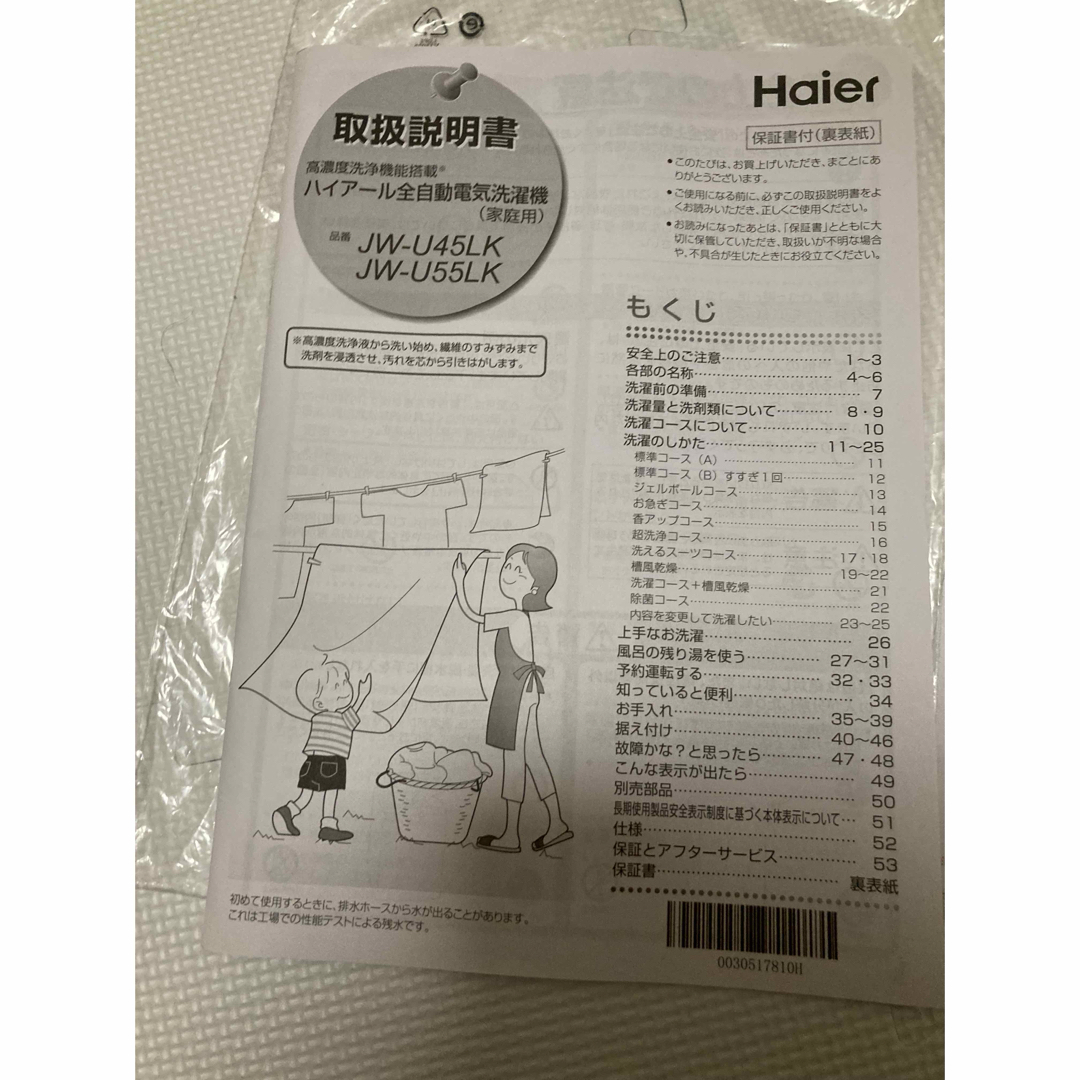 Haier
取扱説明書
保証書付(裏表紙)
高濃度洗浄機能搭載※
ハイアール全自動電気洗濯機
(家庭用)
品番 JW-U45LK
JW-U55LK
●このたびは、お買上げいただき、まことにあ
りがとうございます。
●ご使用になる前に、必ずこの取扱説明書をよ
くお読みいただき、正しくご使用ください。
●お読みになったあとは、「保証書」とともに大
切に保管していただき、取扱いが不明な場合
や、不具合が生じたときにお役立てください。
※高濃度洗浄液から洗い始め、繊維のすみずみまで
洗剤を浸透させ、汚れを芯から引きはがします。
もくじ
安全上のご注意 1~3
各部の名称 4~6
洗濯前の準備 7
洗濯量と洗剤類について 8・9
洗濯コースについて 10
洗濯のしかた 11~25
標準コース(A) 11
標準コース(B)すすぎ1回 12
ジェルボールコース 13
お急ぎコース 14
香アップコース 15
超洗浄コース 16
洗えるスーツコース 17・18
槽風乾燥 19~22
洗濯コース+槽風乾燥 21
除菌コース 22
内容を変更して洗濯したい 23~25
上手なお洗濯 26
風呂の残り湯を使う 27~31
予約運転する 32・33
知っていると便利 34
お手入れ 35~39
据え付け 40~46
故障かな?と思ったら 47・48
こんな表示が出たら 49
別売部品 50
長期使用製品安全表示制度に基づく本体表示について 51
仕様 52
保証とアフターサービス 53
保証書 裏表紙
初めて使用するときに、排水ホースから水が出ることがあります。
これは工場での性能テストによる残水です。
0030517810H